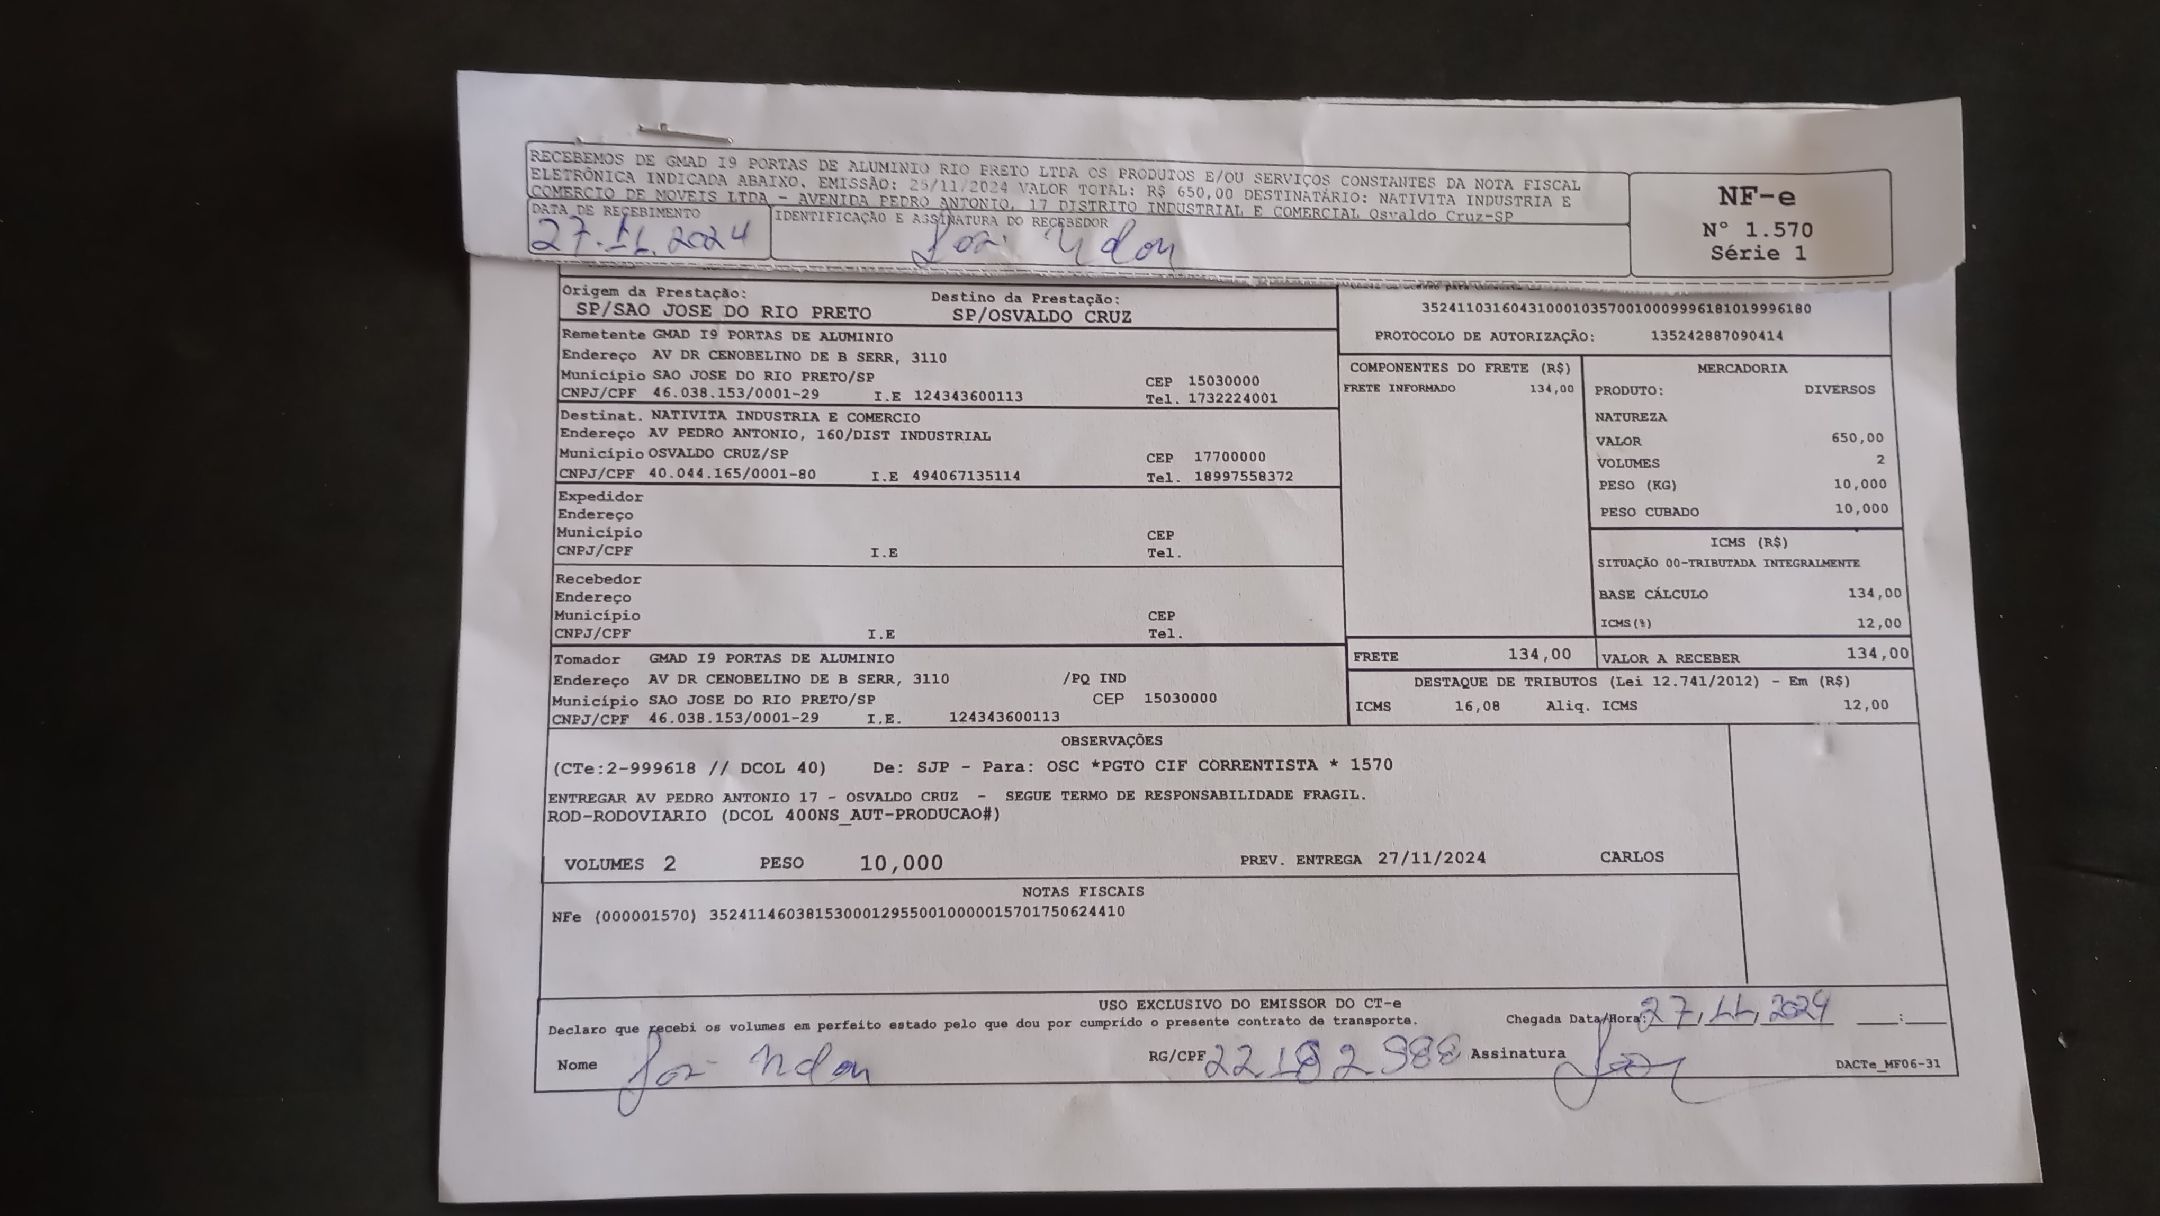 RECEBEMOS DE GMAD I9 PORTAS DE ALUMINIO RIO PRETO LTDA OS PRODUTOS E/OU SERVIÇOS CONSTANTES DA NOTA FISCAL
ELETRÔNICA INDICADA ABAIXO. EMISSÃO: 26/11/2024 VALOR TOTAL: R$ 650,00 DESTINATÁRIO: NATIVITA INDUSTRIA E
COMERCIO DE MOVEIS LTDA - AVENIDA PEDRO ANTONIO, 17 DISTRITO INDUSTRIAL E COMERCIAL Osvaldo Cruz-SP
DATA DE RECEBIMENTO IDENTIFICAÇÃO E ASSINATURA DO RECEBEDOR
27.11.2024
NF-e
Nº 1.570
Série 1
Origem da Prestação: Destino da Prestação:
SP/SAO JOSE DO RIO PRETO SP/OSVALDO CRUZ
35241103160431000103570010009996181019996180
PROTOCOLO DE AUTORIZAÇÃO: 135242887090414
Remetente GMAD I9 PORTAS DE ALUMINIO
Endereço AV DR CENOBELINO DE B SERR, 3110
Município SAO JOSE DO RIO PRETO/SP CEP 15030000
CNPJ/CPF 46.038.153/0001-29 I.E 124343600113 Tel. 1732224001
Destinat. NATIVITA INDUSTRIA E COMERCIO
Endereço AV PEDRO ANTONIO, 160/DIST INDUSTRIAL
Município OSVALDO CRUZ/SP CEP 17700000
CNPJ/CPF 40.044.165/0001-80 I.E 494067135114 Tel. 18997558372
Expedidor
Endereço
Município CEP
CNPJ/CPF I.E Tel.
Recebedor
Endereço
Município CEP
CNPJ/CPF I.E Tel.
Tomador GMAD I9 PORTAS DE ALUMINIO
Endereço AV DR CENOBELINO DE B SERR, 3110 /PQ IND
Município SAO JOSE DO RIO PRETO/SP CEP 15030000
CNPJ/CPF 46.038.153/0001-29 I.E. 124343600113
COMPONENTES DO FRETE (R$)
FRETE INFORMADO 134,00
MERCADORIA
PRODUTO: DIVERSOS
NATUREZA
VALOR 650,00
VOLUMES 2
PESO (KG) 10,000
PESO CUBADO 10,000
ICMS (R$)
SITUAÇÃO 00-TRIBUTADA INTEGRALMENTE
BASE CÁLCULO 134,00
ICMS(%) 12,00
FRETE 134,00 VALOR A RECEBER 134,00
DESTAQUE DE TRIBUTOS (Lei 12.741/2012) - Em (R$)
ICMS 16,08 Aliq. ICMS 12,00
OBSERVAÇÕES
(CTe:2-999618 // DCOL 40) De: SJP - Para: OSC *PGTO CIF CORRENTISTA * 1570
ENTREGAR AV PEDRO ANTONIO 17 - OSVALDO CRUZ - SEGUE TERMO DE RESPONSABILIDADE FRAGIL.
ROD-RODOVIARIO (DCOL 400NS_AUT-PRODUCAO#)
VOLUMES 2 PESO 10,000 PREV. ENTREGA 27/11/2024 CARLOS
NOTAS FISCAIS
NFe (000001570) 35241146038153000129550010000015701750624410
USO EXCLUSIVO DO EMISSOR DO CT-e
Declaro que recebi os volumes em perfeito estado pelo que dou por cumprido o presente contrato de transporte. Chegada Data/Hora: 27,11,2024 __:__
Nome RG/CPF Assinatura
DACTe_MF06-31